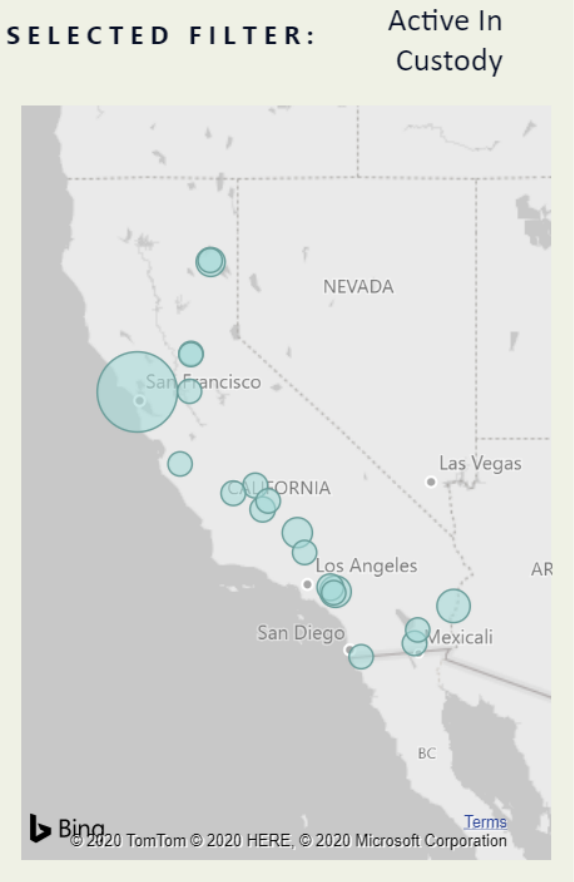 SELECTED FILTER:
Active In
Custody
NEVADA
San Francisco
Las Vegas
CALIFORNIA
Los Angeles
AR
San Diego
Mexicali
BC
Terms
Bing
© 2020 TomTom © 2020 HERE, © 2020 Microsoft Corporation